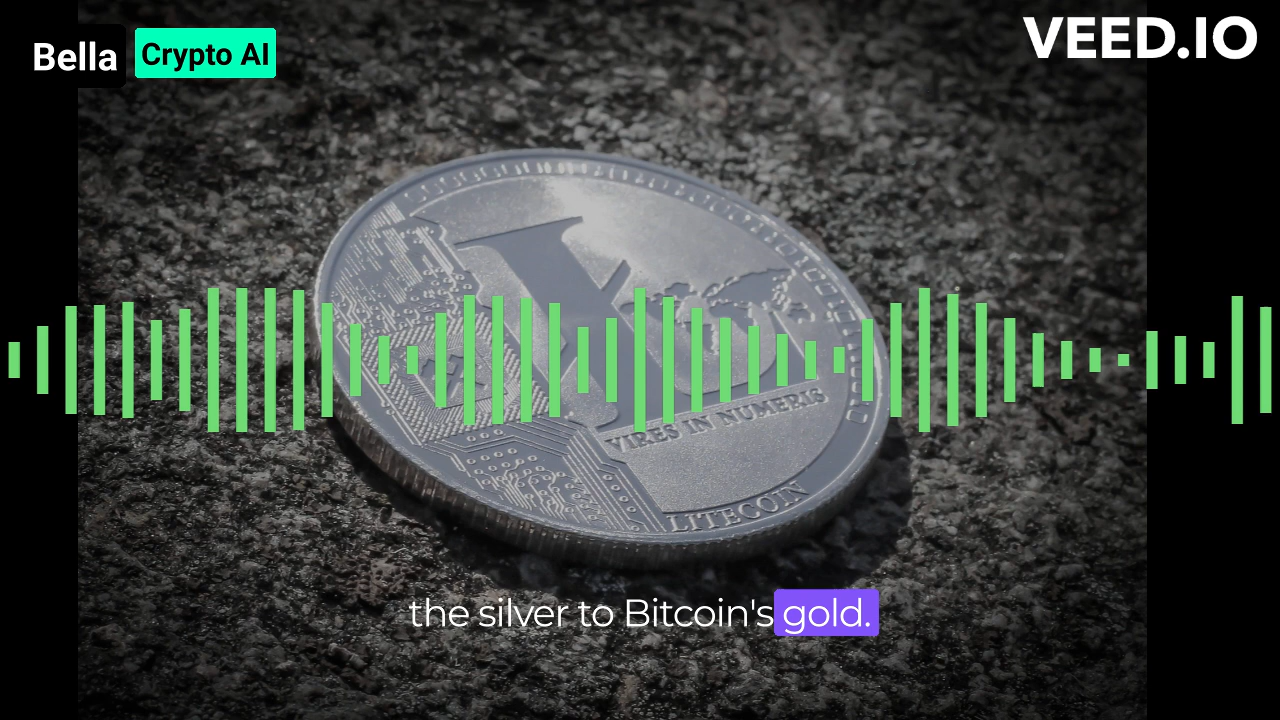 Bella Crypto AI
VEED.IO
VIRES IN NUMERIS
LITECOIN
the silver to Bitcoin's gold.